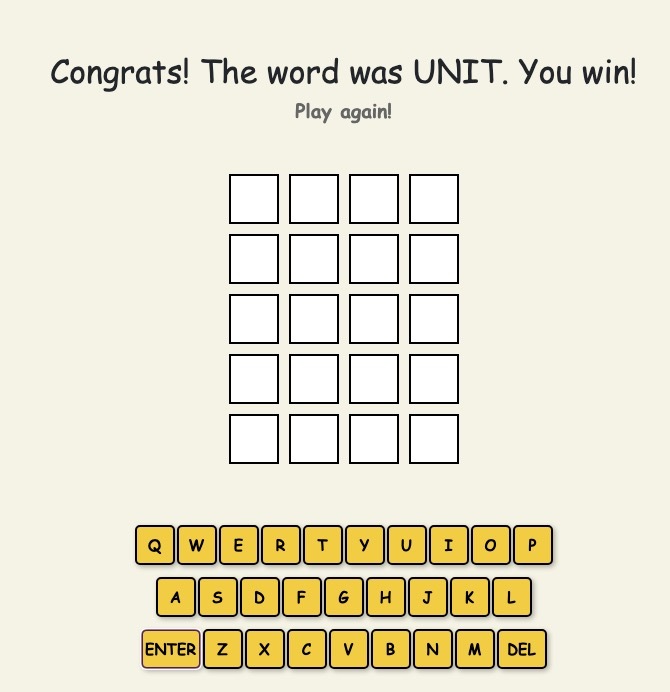 Congrats! The word was UNIT. You win!
Play again!
Q W E R T Y U I O P
A S D F G H J K L
ENTER Z X C V B N M DEL